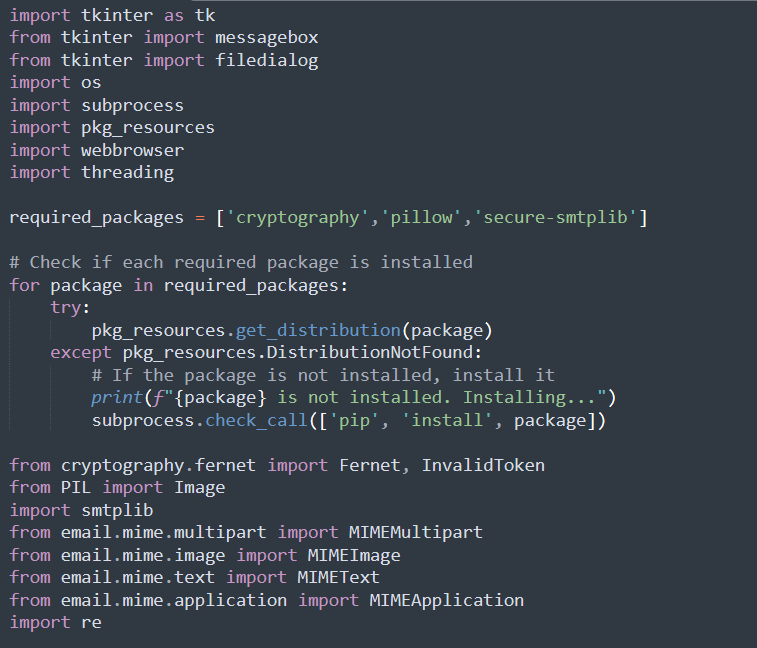 import tkinter as tk
from tkinter import messagebox
from tkinter import filedialog
import os
import subprocess
import pkg_resources
import webbrowser
import threading
required_packages = ['cryptography','pillow','secure-smtplib']
# Check if each required package is installed
for package in required_packages:
    try:
        pkg_resources.get_distribution(package)
    except pkg_resources.DistributionNotFound:
        # If the package is not installed, install it
        print(f"{package} is not installed. Installing...")
        subprocess.check_call(['pip', 'install', package])
from cryptography.fernet import Fernet, InvalidToken
from PIL import Image
import smtplib
from email.mime.multipart import MIMEMultipart
from email.mime.image import MIMEImage
from email.mime.text import MIMEText
from email.mime.application import MIMEApplication
import re